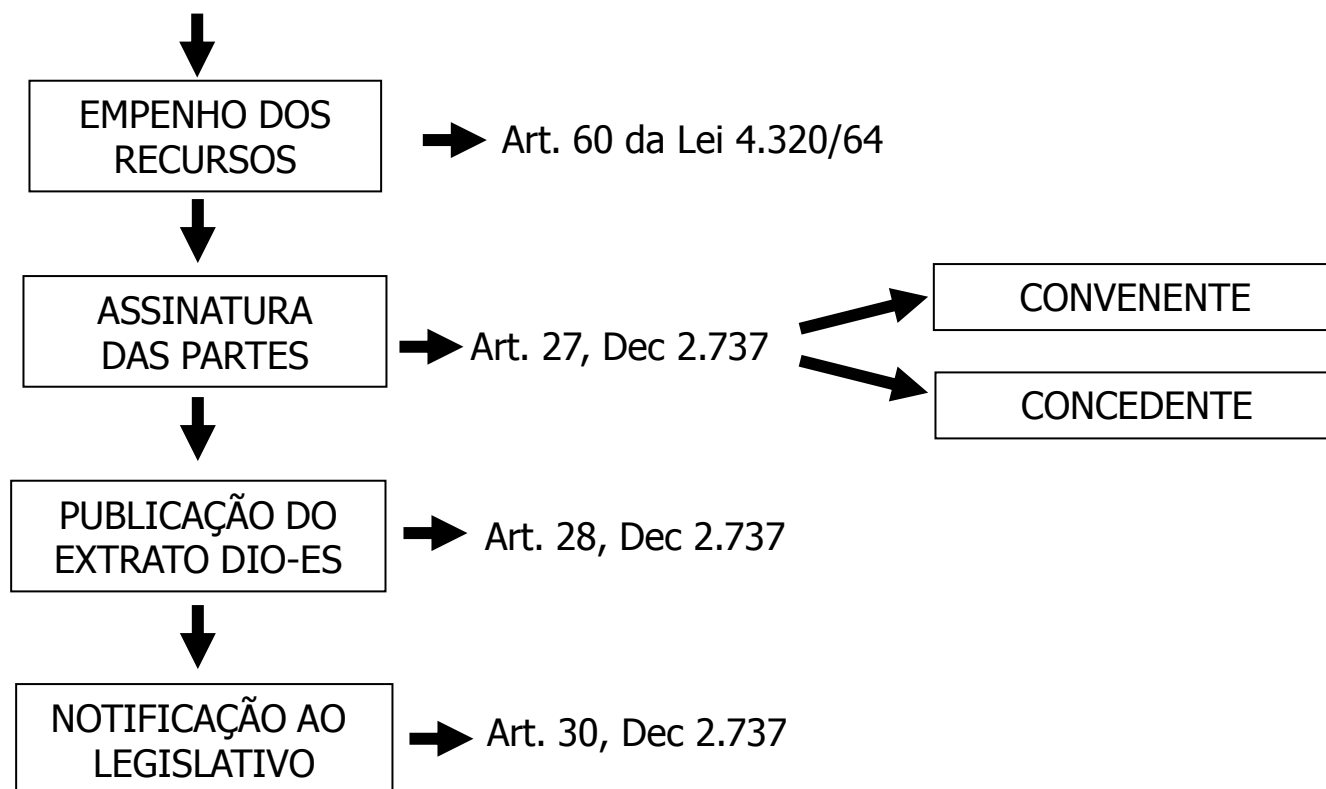 EMPENHO DOS
RECURSOS
Art. 60 da Lei 4.320/64
ASSINATURA
DAS PARTES
Art. 27, Dec 2.737
CONVENENTE
CONCEDENTE
PUBLICAÇÃO DO
EXTRATO DIO-ES
Art. 28, Dec 2.737
NOTIFICAÇÃO AO
LEGISLATIVO
Art. 30, Dec 2.737